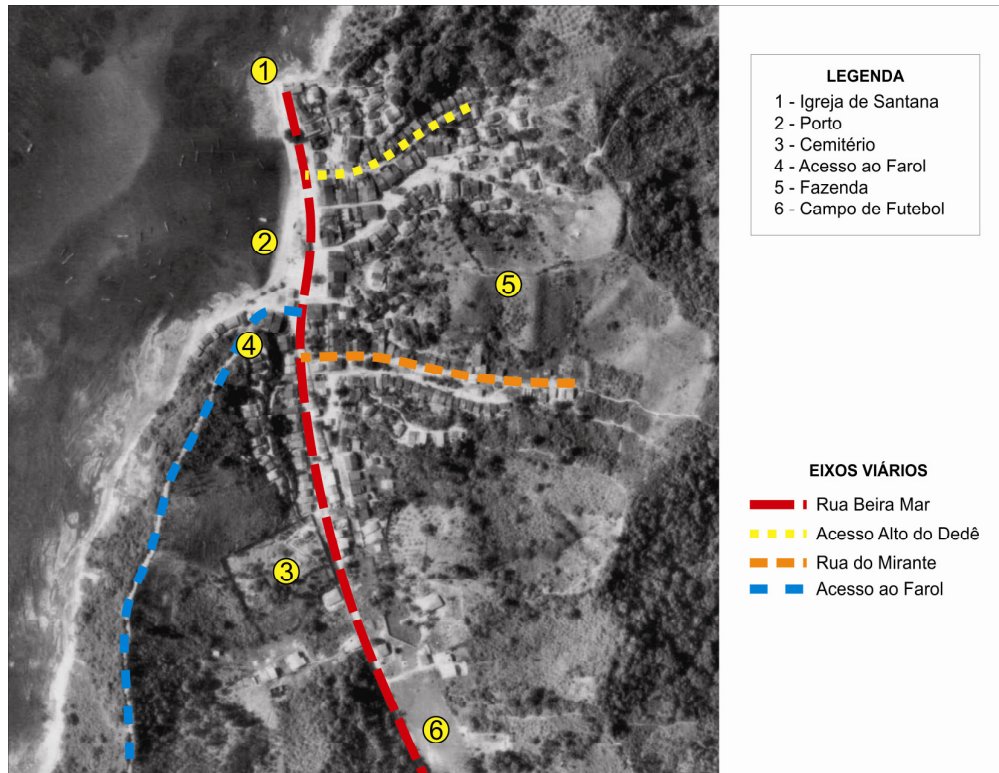 1
2
4
5
3
6
LEGENDA
1 - Igreja de Santana
2 - Porto
3 - Cemitério
4 - Acesso ao Farol
5 - Fazenda
6 - Campo de Futebol
EIXOS VIÁRIOS
Rua Beira Mar
Acesso Alto do Dedê
Rua do Mirante
Acesso ao Farol